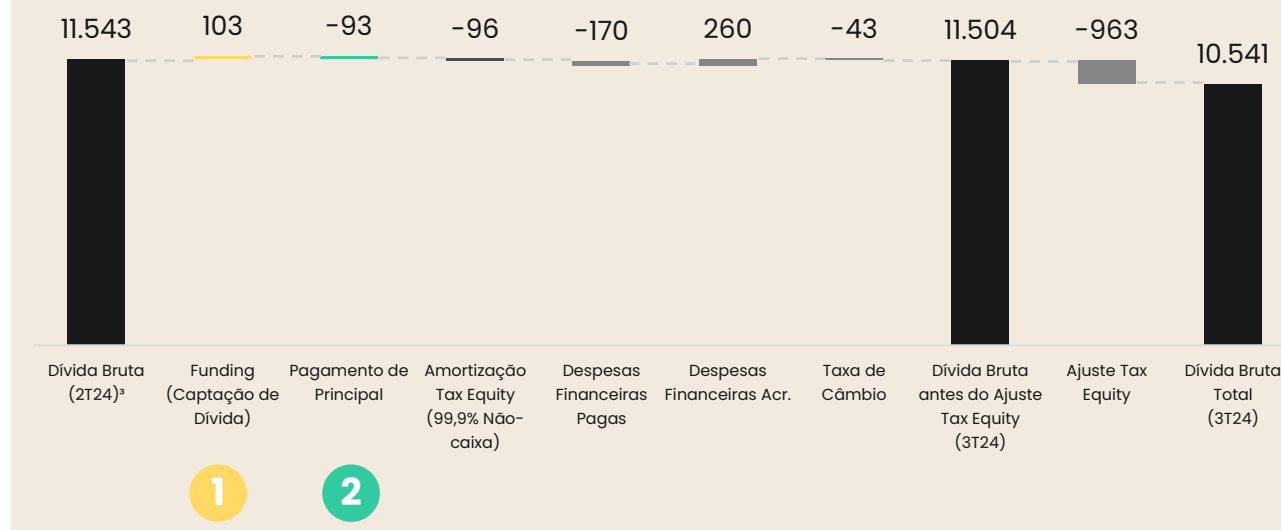 11.543
103
-93
-96
-170
260
-43
11.504
-963
10.541
Dívida Bruta
(2T24)³
Funding
(Captação de
Dívida)
Pagamento de
Principal
Amortização
Tax Equity
(99,9% Não-
caixa)
Despesas
Financeiras
Pagas
Despesas
Financeiras Acr.
Taxa de
Câmbio
Dívida Bruta
antes do Ajuste
Tax Equity
(3T24)
Ajuste Tax
Equity
Dívida Bruta
Total
(3T24)
1
2